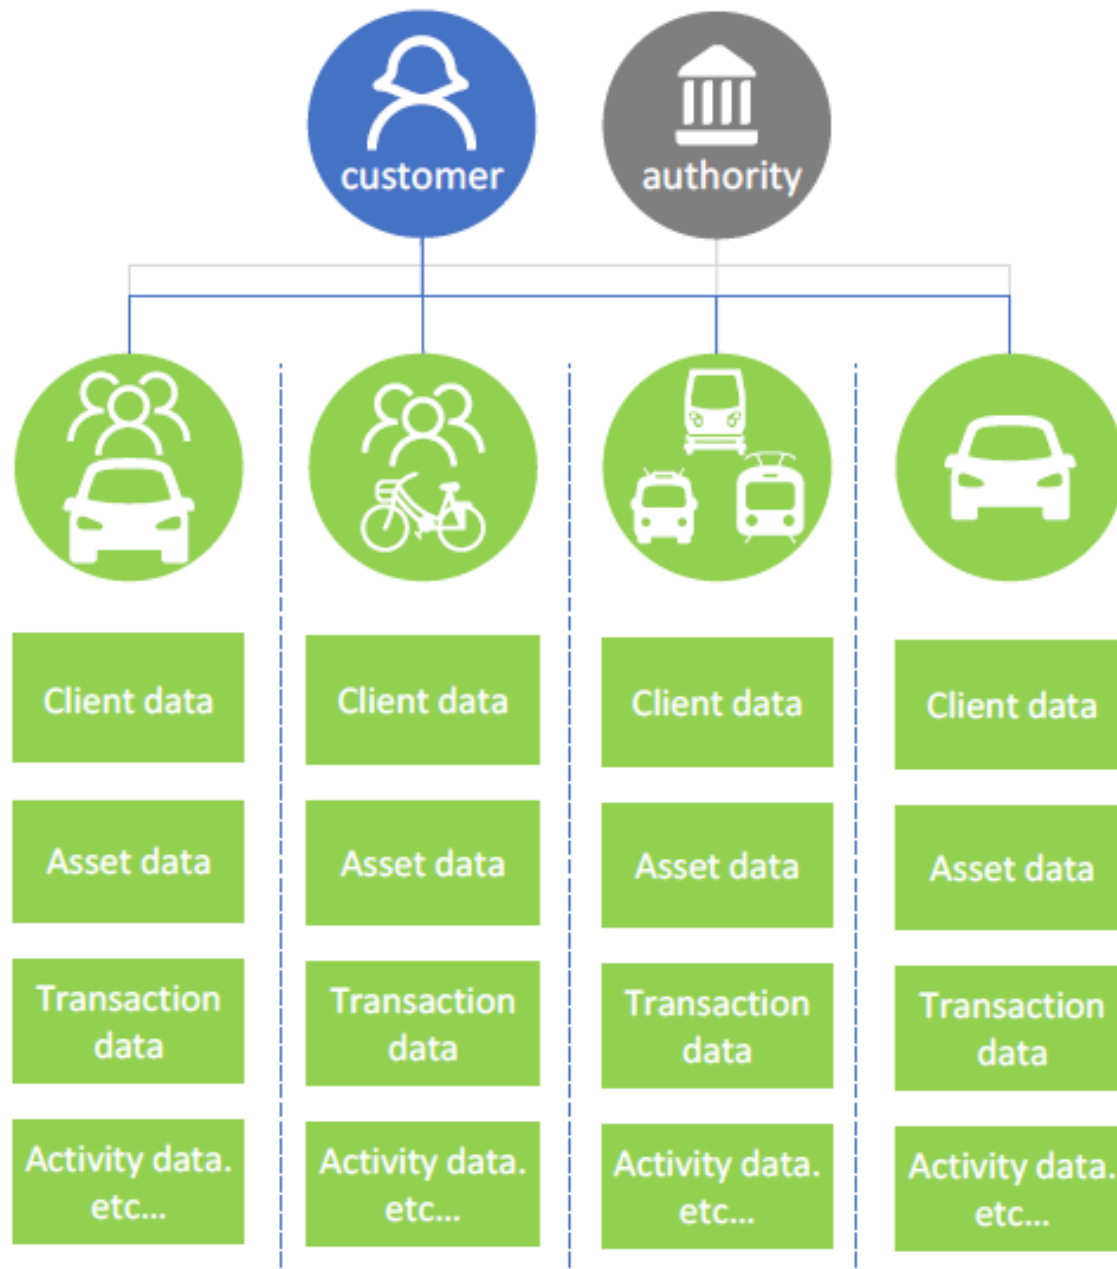 customer
authority
Client data
Client data
Client data
Client data
Asset data
Asset data
Asset data
Asset data
Transaction
data
Transaction
data
Transaction
data
Transaction
data
Activity data.
etc...
Activity data.
etc...
Activity data.
etc...
Activity data.
etc...